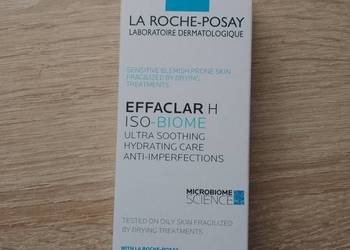 LA ROCHE-POSAY
LABORATOIRE DERMATOLOGIQUE
SENSITIVE BLEMISH PRONE SKIN
FRAGILIZED BY DRYING
TREATMENTS
EFFACLAR H
ISO-BIOME
ULTRA SOOTHING
HYDRATING CARE
ANTI-IMPERFECTIONS
MICROBIOME
SCIENCE
TESTED ON OILY SKIN FRAGILIZED
BY DRYING TREATMENTS
WITH LA ROCHE-POSAY